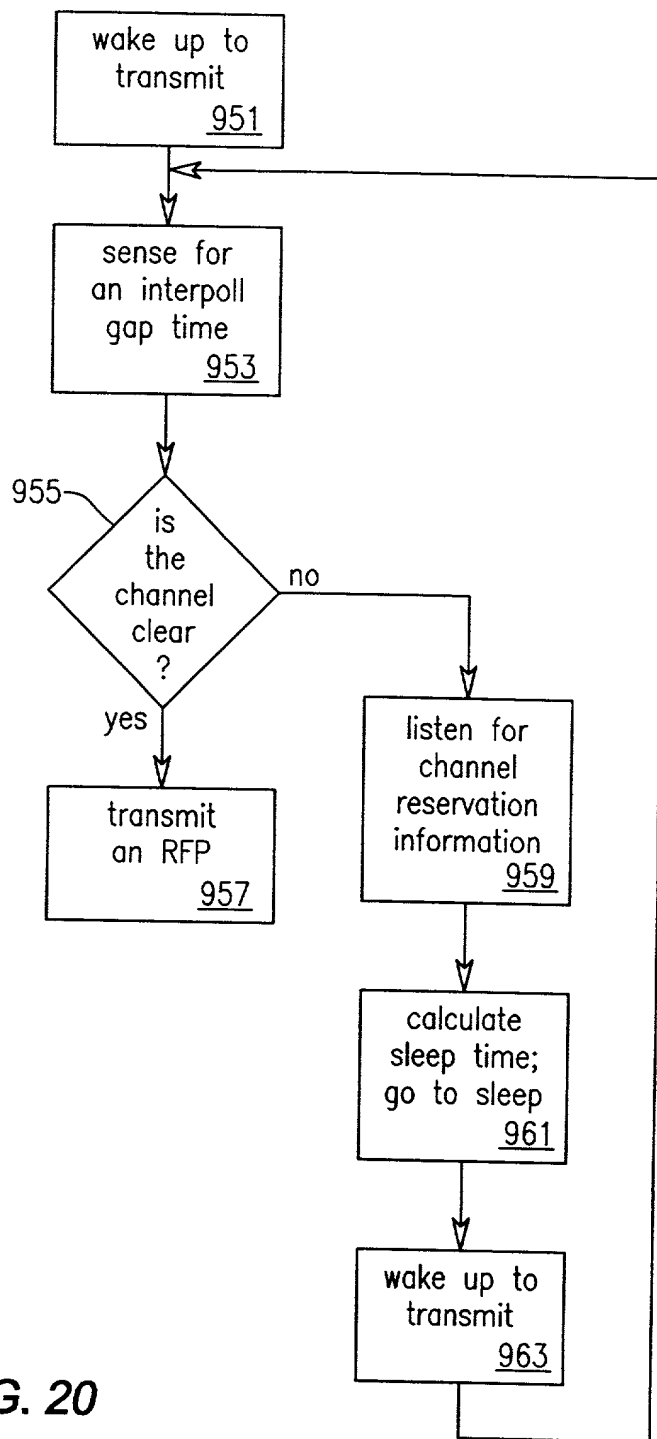 wake up to
transmit
951
sense for
an interpoll
gap time
953
955
is
the
channel
clear
?
no
yes
transmit
an RFP
957
listen for
channel
reservation
information
959
calculate
sleep time;
go to sleep
961
wake up to
transmit
963
G. 20